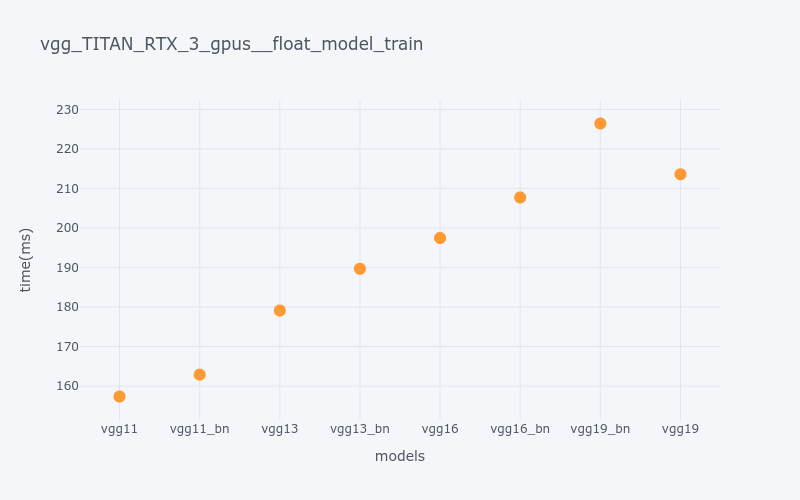 vgg_TITAN_RTX_3_gpus__float_model_train
time(ms)
230
220
210
200
190
180
170
160
vgg11 vgg11_bn vgg13 vgg13_bn vgg16 vgg16_bn vgg19_bn vgg19
models